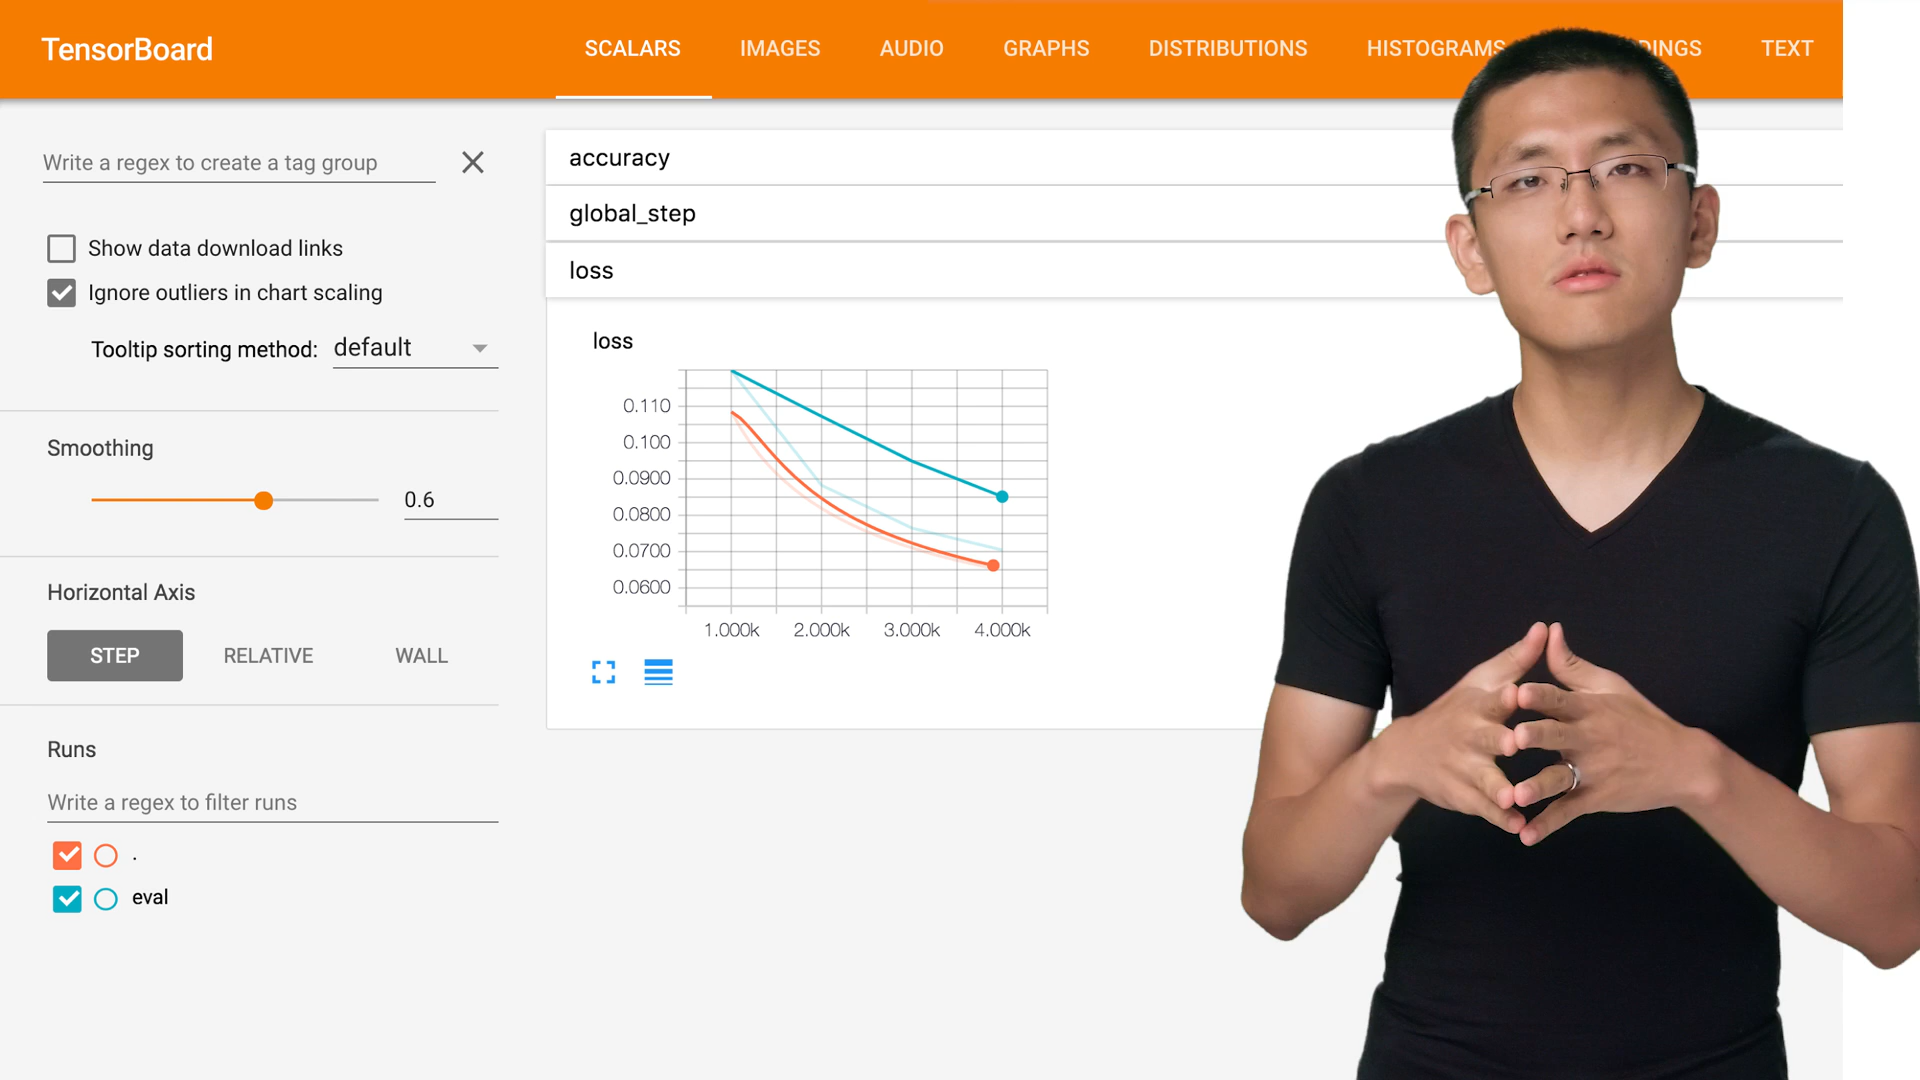 TensorBoard
SCALARS IMAGES AUDIO GRAPHS DISTRIBUTIONS HISTOGRAMS TEXT
Write a regex to create a tag group
Show data download links
Ignore outliers in chart scaling
Tooltip sorting method: default
Smoothing
0.6
Horizontal Axis
STEP RELATIVE WALL
Runs
Write a regex to filter runs
.
eval
accuracy
global_step
loss
loss
0.110
0.100
0.0900
0.0800
0.0700
0.0600
1.000k 2.000k 3.000k 4.000k